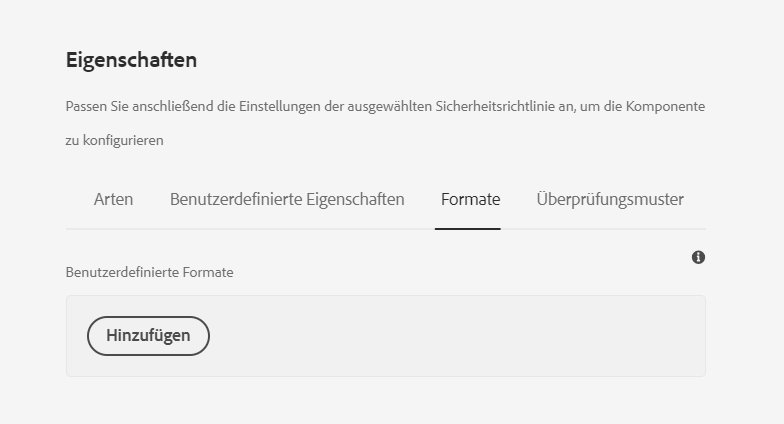 Eigenschaften
Passen Sie anschließend die Einstellungen der ausgewählten Sicherheitsrichtlinie an, um die Komponente
zu konfigurieren
Arten Benutzerdefinierte Eigenschaften Formate Überprüfungsmuster
Benutzerdefinierte Formate
Hinzufügen